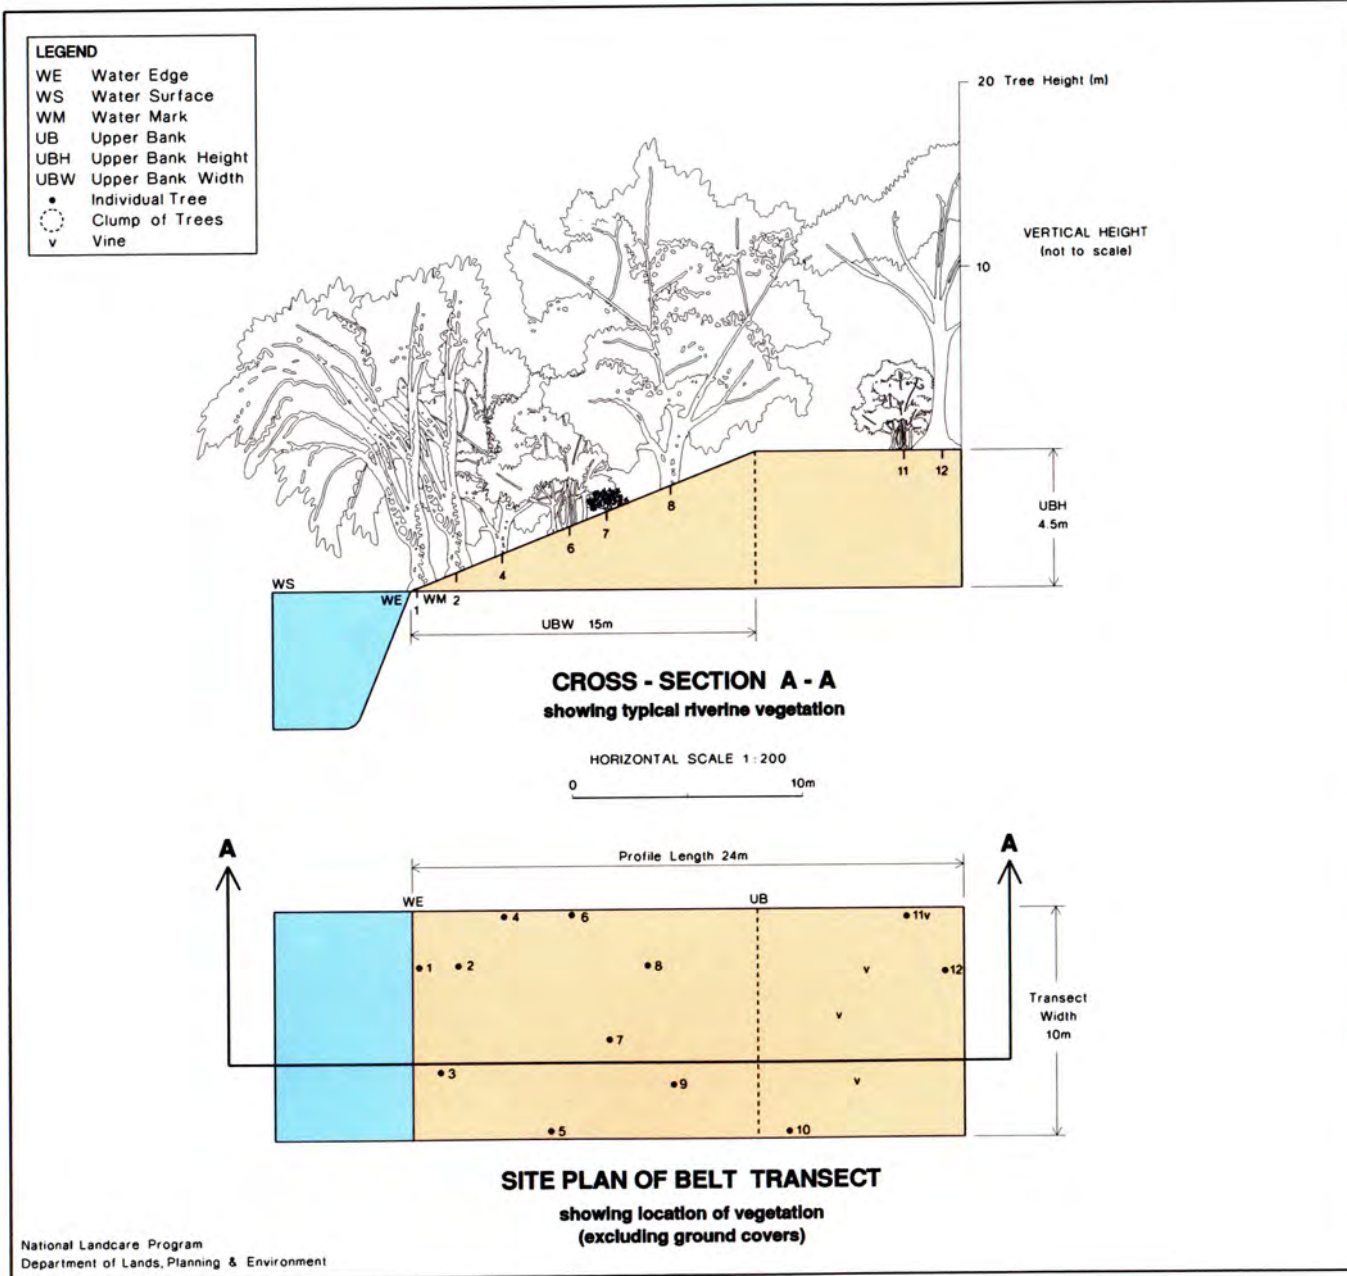 LEGEND
WE Water Edge
WS Water Surface
WM Water Mark
UB Upper Bank
UBH Upper Bank Height
UBW Upper Bank Width
Individual Tree
Clump of Trees
v Vine
20 Tree Height (m)
VERTICAL HEIGHT
(not to scale)
10
11 12
8
UBH
4.5m
7
6
4
WS
WE WM 2
1
UBW 15m
CROSS - SECTION A - A
showing typical riverine vegetation
HORIZONTAL SCALE 1:200
0 10m
A A
Profile Length 24m
WE UB
4 6 11v
1 2 8 v 12
Transect
Width
10m
v
7
3 9 v
5 10
SITE PLAN OF BELT TRANSECT
showing location of vegetation
(excluding ground covers)
National Landcare Program
Department of Lands, Planning & Environment